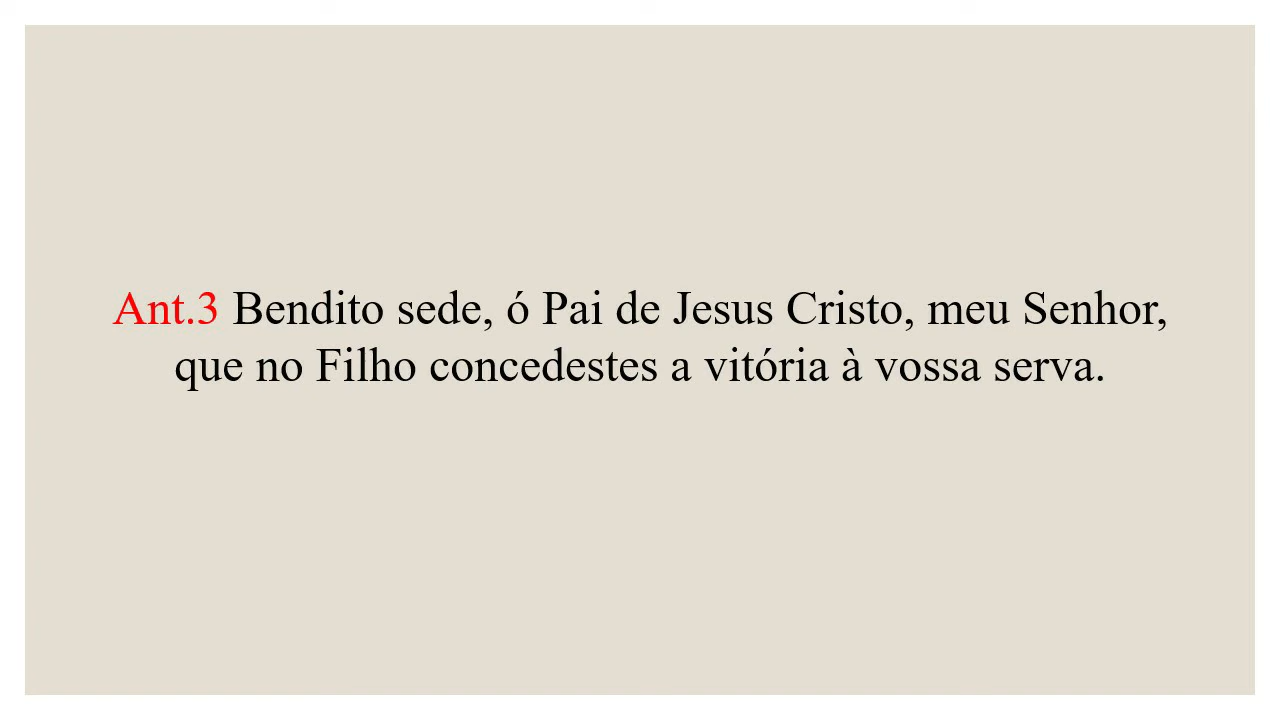 Ant.3 Bendito sede, ó Pai de Jesus Cristo, meu Senhor,
que no Filho concedestes a vitória à vossa serva.